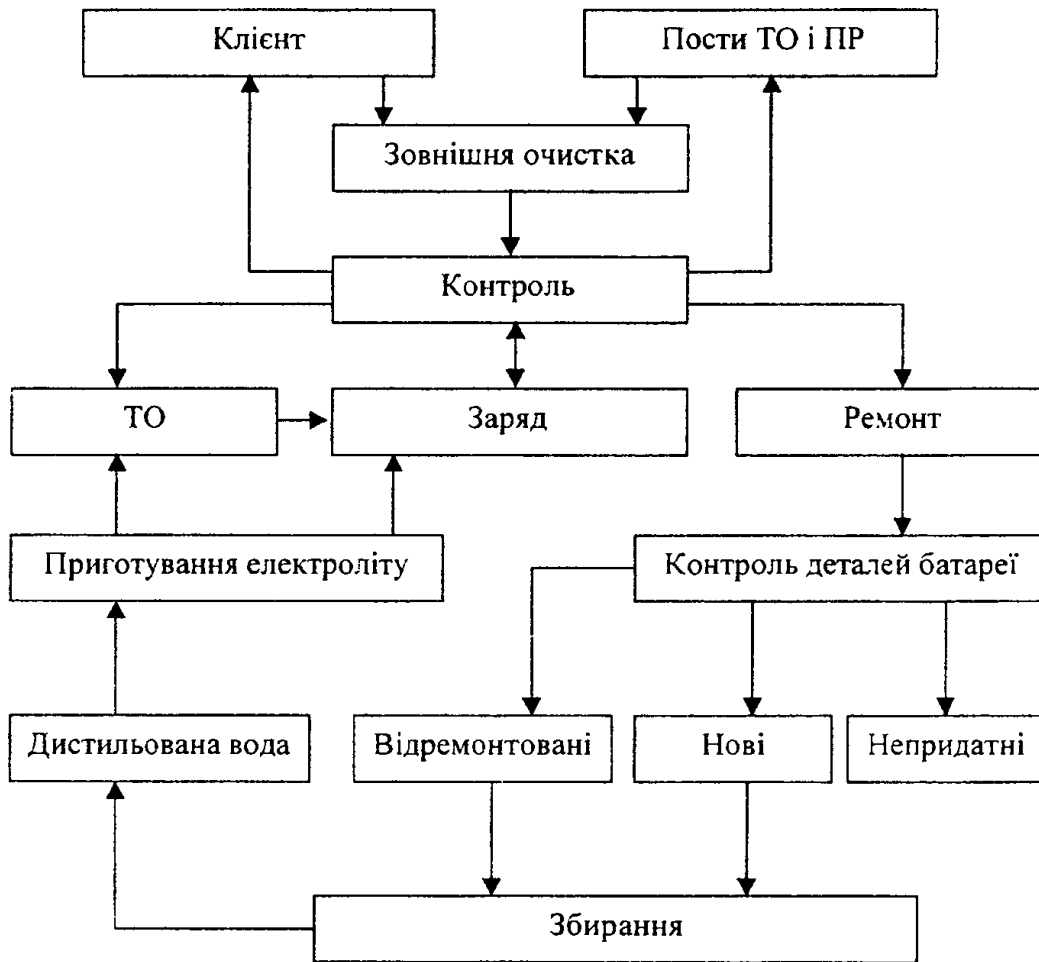 Клієнт
Пости ТО і ПР
Зовнішня очистка
Контроль
ТО
Заряд
Ремонт
Приготування електроліту
Контроль деталей батареї
Дистильована вода
Відремонтовані
Нові
Непридатні
Збирання